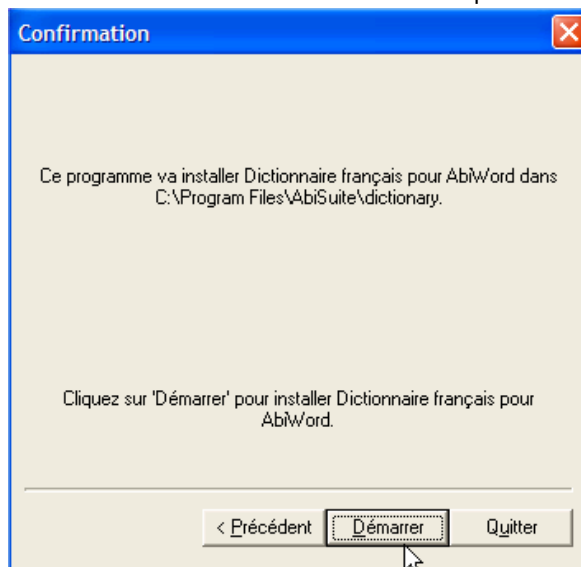 Confirmation
Ce programme va installer Dictionnaire français pour AbiWord dans
C:\Program Files\AbiSuite\dictionary.
Cliquez sur 'Démarrer' pour installer Dictionnaire français pour
AbiWord.
< Précédent Démarrer Quitter